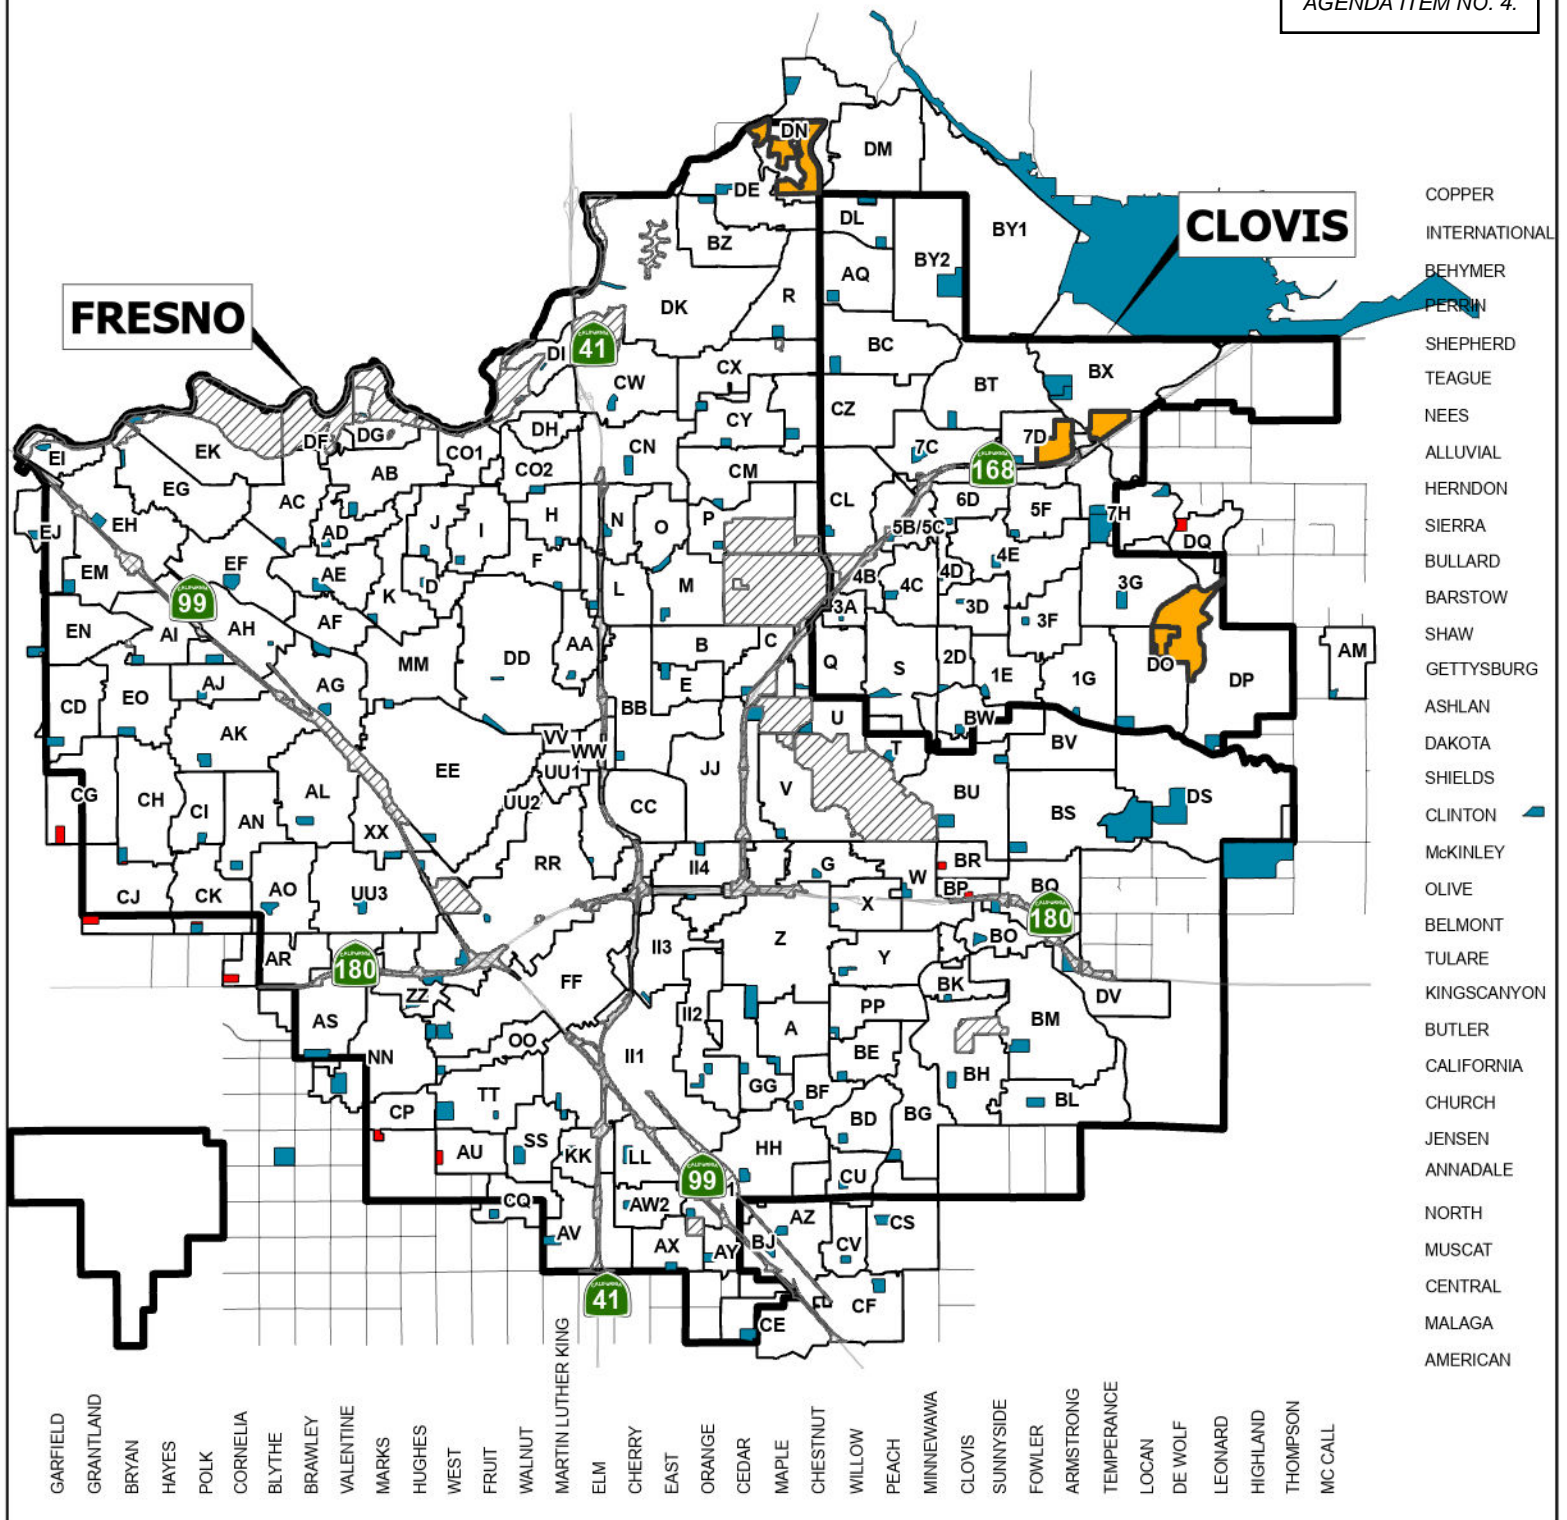 AGENDA ITEM NO. 4.
DN
DM
DE
COPPER
CLOVIS
DL
INTERNATIONAL
BY1
BZ
BY2
BEHYMER
AQ
R
DK
PERRIN
FRESNO
CALIFORNIA 41
SHEPHERD
BC
DI
CX
BX
TEAGUE
CW
BT
CZ
NEES
CY
DH
7D
DG
DF
CN
EK
7C
ALLUVIAL
EI
CO1
CO2
CM
CALIFORNIA 168
AB
EG
HERNDON
AC
CL
6D
5F
7H
H
N
O
P
J
I
EH
EJ
AD
5B/5C
SIERRA
DQ
F
4E
EF
BULLARD
EM
AE
D
L
M
4B
4C
4D
3G
K
CALIFORNIA 99
3A
3D
BARSTOW
AF
3F
EN
AI
AH
AA
B
C
SHAW
AM
MM
DD
Q
S
2D
DO
E
1E
1G
DP
GETTYSBURG
AJ
AG
EO
CD
BB
U
BW
ASHLAN
AK
VV
WW
T
BV
DAKOTA
EE
UU1
JJ
SHIELDS
CG
CH
AL
UU2
CC
V
BU
DS
CI
BS
CLINTON
AN
XX
RR
II4
G
BR
McKINLEY
W
CJ
CK
AO
UU3
BP
BQ
OLIVE
X
CALIFORNIA 180
BELMONT
BO
Z
II3
AR
CALIFORNIA 180
Y
TULARE
FF
BK
ZZ
DV
KINGSCANYON
PP
II2
AS
BM
A
BUTLER
OO
NN
II1
BE
CALIFORNIA
BH
GG
BF
TT
CP
BD
BG
BL
CHURCH
SS
HH
JENSEN
AU
KK
LL
ANNADALE
CALIFORNIA 99
CU
1
CQ
AW2
AZ
CS
NORTH
AV
AX
AY
BJ
CV
MUSCAT
CALIFORNIA 41
CENTRAL
CF
CE
MALAGA
AMERICAN
GARFIELD
GRANTLAND
BRYAN
HAYES
POLK
CORNELIA
BLYTHE
BRAWLEY
VALENTINE
MARKS
HUGHES
WEST
FRUIT
WALNUT
MARTIN LUTHER KING
ELM
CHERRY
EAST
ORANGE
CEDAR
MAPLE
CHESTNUT
WILLOW
PEACH
MINNEWAWA
CLOVIS
SUNNYSIDE
FOWLER
ARMSTRONG
TEMPERANCE
LOCAN
DE WOLF
LEONARD
HIGHLAND
THOMPSON
MC CALL